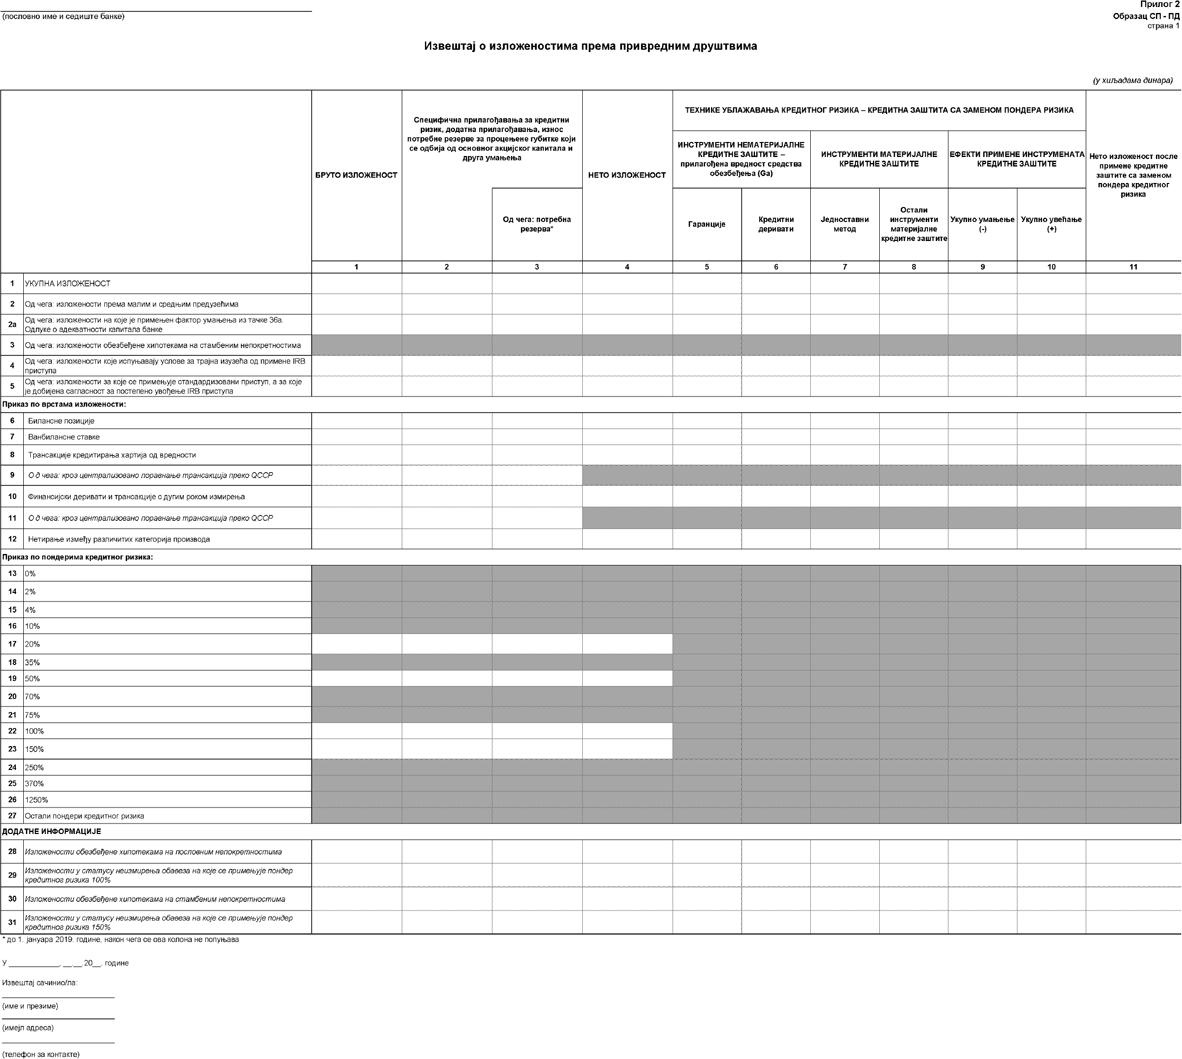 Прилог 2
(пословно име и седиште банке)
Образац СП - ПД
страна 1
Извештај о изложеностима према привредним друштвима
(у хиљадама динара)
БРУТО ИЗЛОЖЕНОСТ
Специфична прилагођавања за кредитни
ризик, додатна прилагођавања, износ
потребне резерве за процењене губитке који
се одбија од основног акцијског капитала и
друга умањења
Од чега: потребна
резерва*
НЕТО ИЗЛОЖЕНОСТ
ТЕХНИКЕ УБЛАЖАВАЊА КРЕДИТНОГ РИЗИКА – КРЕДИТНА ЗАШТИТА СА ЗАМЕНОМ ПОНДЕРА РИЗИКА
ИНСТРУМЕНТИ НЕМАТЕРИЈАЛНЕ
КРЕДИТНЕ ЗАШТИТЕ –
прилагођена вредност средства
обезбеђења (Ga)
ИНСТРУМЕНТИ МАТЕРИЈАЛНЕ
КРЕДИТНЕ ЗАШТИТЕ
ЕФЕКТИ ПРИМЕНЕ ИНСТРУМЕНАТА
КРЕДИТНЕ ЗАШТИТЕ
Гаранције
Кредитни
деривати
Једноставни
метод
Остали
инструменти
материјалне
кредитне заштите
Укупно умањење
(-)
Укупно увећање
(+)
Нето изложеност после
примене кредитне
заштите са заменом
пондера кредитног
ризика
1 2 3 4 5 6 7 8 9 10 11
1 УКУПНА ИЗЛОЖЕНОСТ
2 Од чега: изложености према малим и средњим предузећима
2а Од чега: изложености на које је примењен фактор умањења из тачке 36а.
Одлуке о адекватности капитала банке
3 Од чега: изложености обезбеђене хипотекама на стамбеним непокретностима
4 Од чега: изложености које испуњавају услове за трајна изузећа од примене IRB
приступа
5 Од чега: изложености за које се примењује стандардизовани приступ, а за које
је добијена сагласност за постепено увођење IRB приступа
Приказ по врстама изложености:
6 Билансне позиције
7 Ванбилансне ставке
8 Трансакције кредитирања хартија од вредности
9 Од чега: кроз централизовано поравнање трансакција преко QCCP
10 Финансијски деривати и трансакције с дугим роком измирења
11 Од чега: кроз централизовано поравнање трансакција преко QCCP
12 Нетирање између различитих категорија производа
Приказ по пондерима кредитног ризика:
13 0%
14 2%
15 4%
16 10%
17 20%
18 35%
19 50%
20 70%
21 75%
22 100%
23 150%
24 250%
25 370%
26 1250%
27 Остали пондери кредитног ризика
ДОДАТНЕ ИНФОРМАЦИЈЕ
28 Изложености обезбеђене хипотекама на пословним непокретностима
29 Изложености у статусу неизмирења обавеза на које се примењује пондер
кредитног ризика 100%
30 Изложености обезбеђене хипотекама на стамбеним непокретностима
31 Изложености у статусу неизмирења обавеза на које се примењује пондер
кредитног ризика 150%
* до 1. јануара 2019. године, након чега се ова колона не попуњава
У ____________, __.__. 20__. године
Извештај сачинио/ла:
(име и презиме)
(имејл адреса)
(телефон за контакте)